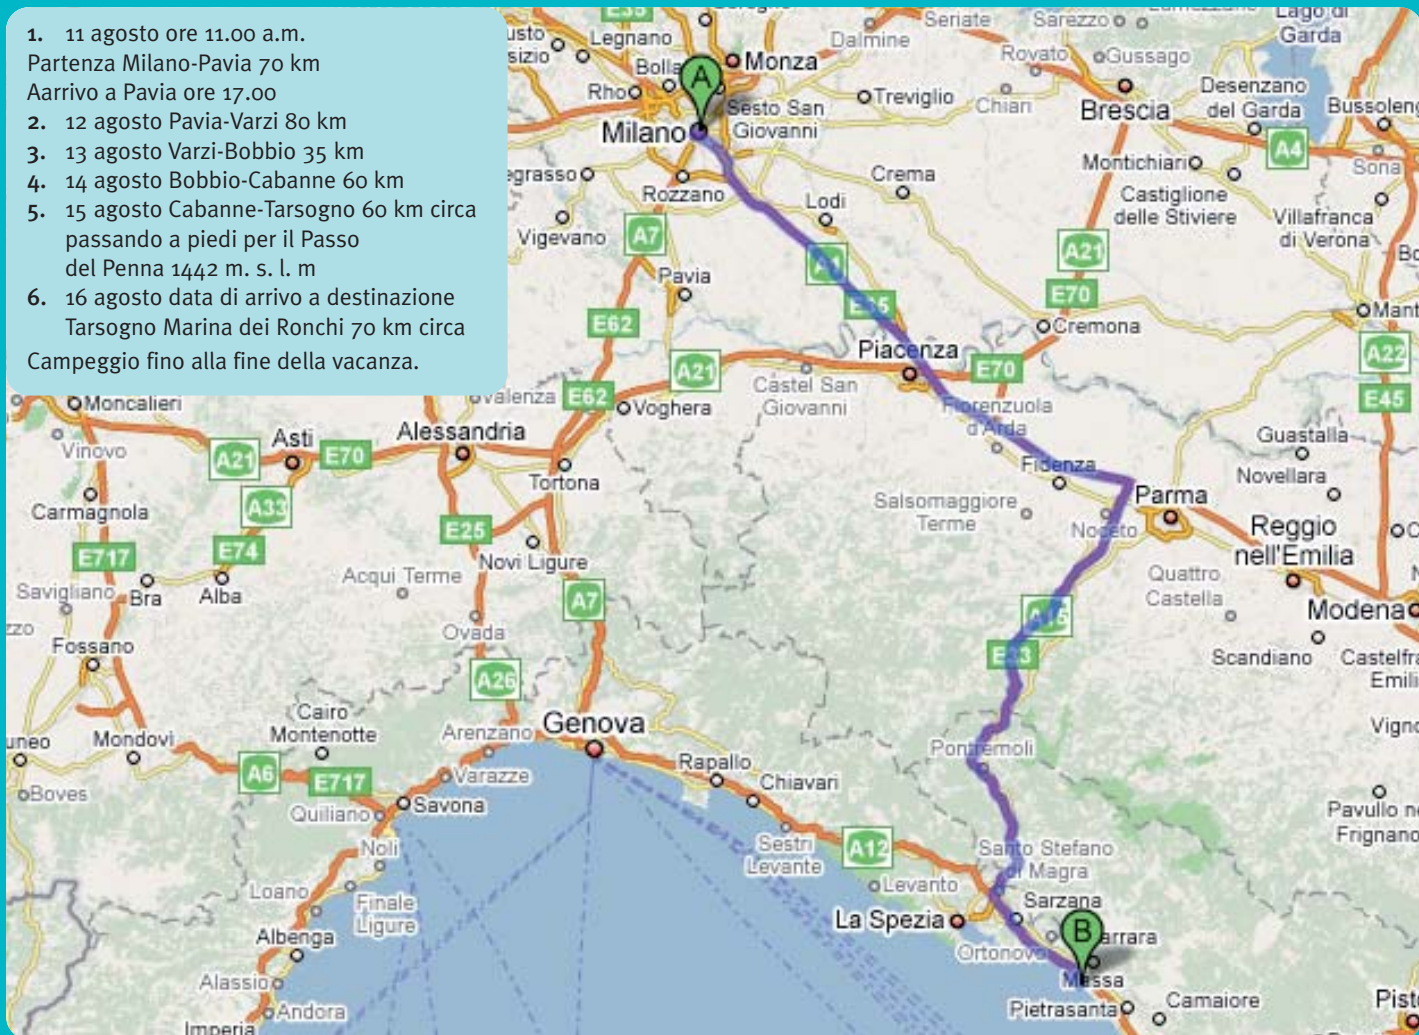 1. 11 agosto ore 11.00 a.m.
Partenza Milano-Pavia 70 km
Aarrivo a Pavia ore 17.00
2. 12 agosto Pavia-Varzi 80 km
3. 13 agosto Varzi-Bobbio 35 km
4. 14 agosto Bobbio-Cabanne 60 km
5. 15 agosto Cabanne-Tarsogno 60 km circa
passando a piedi per il Passo
del Penna 1442 m. s. l. m
6. 16 agosto data di arrivo a destinazione
Tarsogno Marina dei Ronchi 70 km circa
Campeggio fino alla fine della vacanza.
E35
Seriate
Sarezzo
Lago di
Garda
Legnano
Dalmine
Rovato
Gussago
Monza
Desenzano
del Garda
A
Rho
Treviglio
Chiari
Brescia
Sesto San
Giovanni
Milano
A4
Montichiari
Sona
Rozzano
Crema
Castiglione
delle Stiviere
Lodi
Villafranca
di Verona
Vigevano
A7
A21
Pavia
E70
E62
Cremona
Piacenza
A22
A21
E70
Castel San
Giovanni
E62
Voghera
E45
Moncalieri
Valenza
Fiorenzuola
d'Arda
Vinovo
Asti
Alessandria
Guastalla
A21
E70
Tortona
Fidenza
Novellara
Carmagnola
A33
Salsomaggiore
Terme
Parma
E25
Noceto
Reggio
nell'Emilia
E717
E74
Novi Ligure
Savigliano
Bra
Alba
Acqui Terme
A7
Quattro
Castella
Modena
Ovada
Fossano
E33
Scandiano
A26
Cairo
Montenotte
Genova
Mondovì
Arenzano
Pontremoli
Rapallo
A6
E717
Varazze
Chiavari
Boves
Quiliano
Savona
Pavullo
Frignano
Noli
Sestri
Levante
A12
Santo Stefano
di Magra
Loano
Finale
Ligure
Levanto
Sarzana
La Spezia
B
Albenga
Ortonovo
Massa
Alassio
Pietrasanta
Camaiore
Andora
Imperia